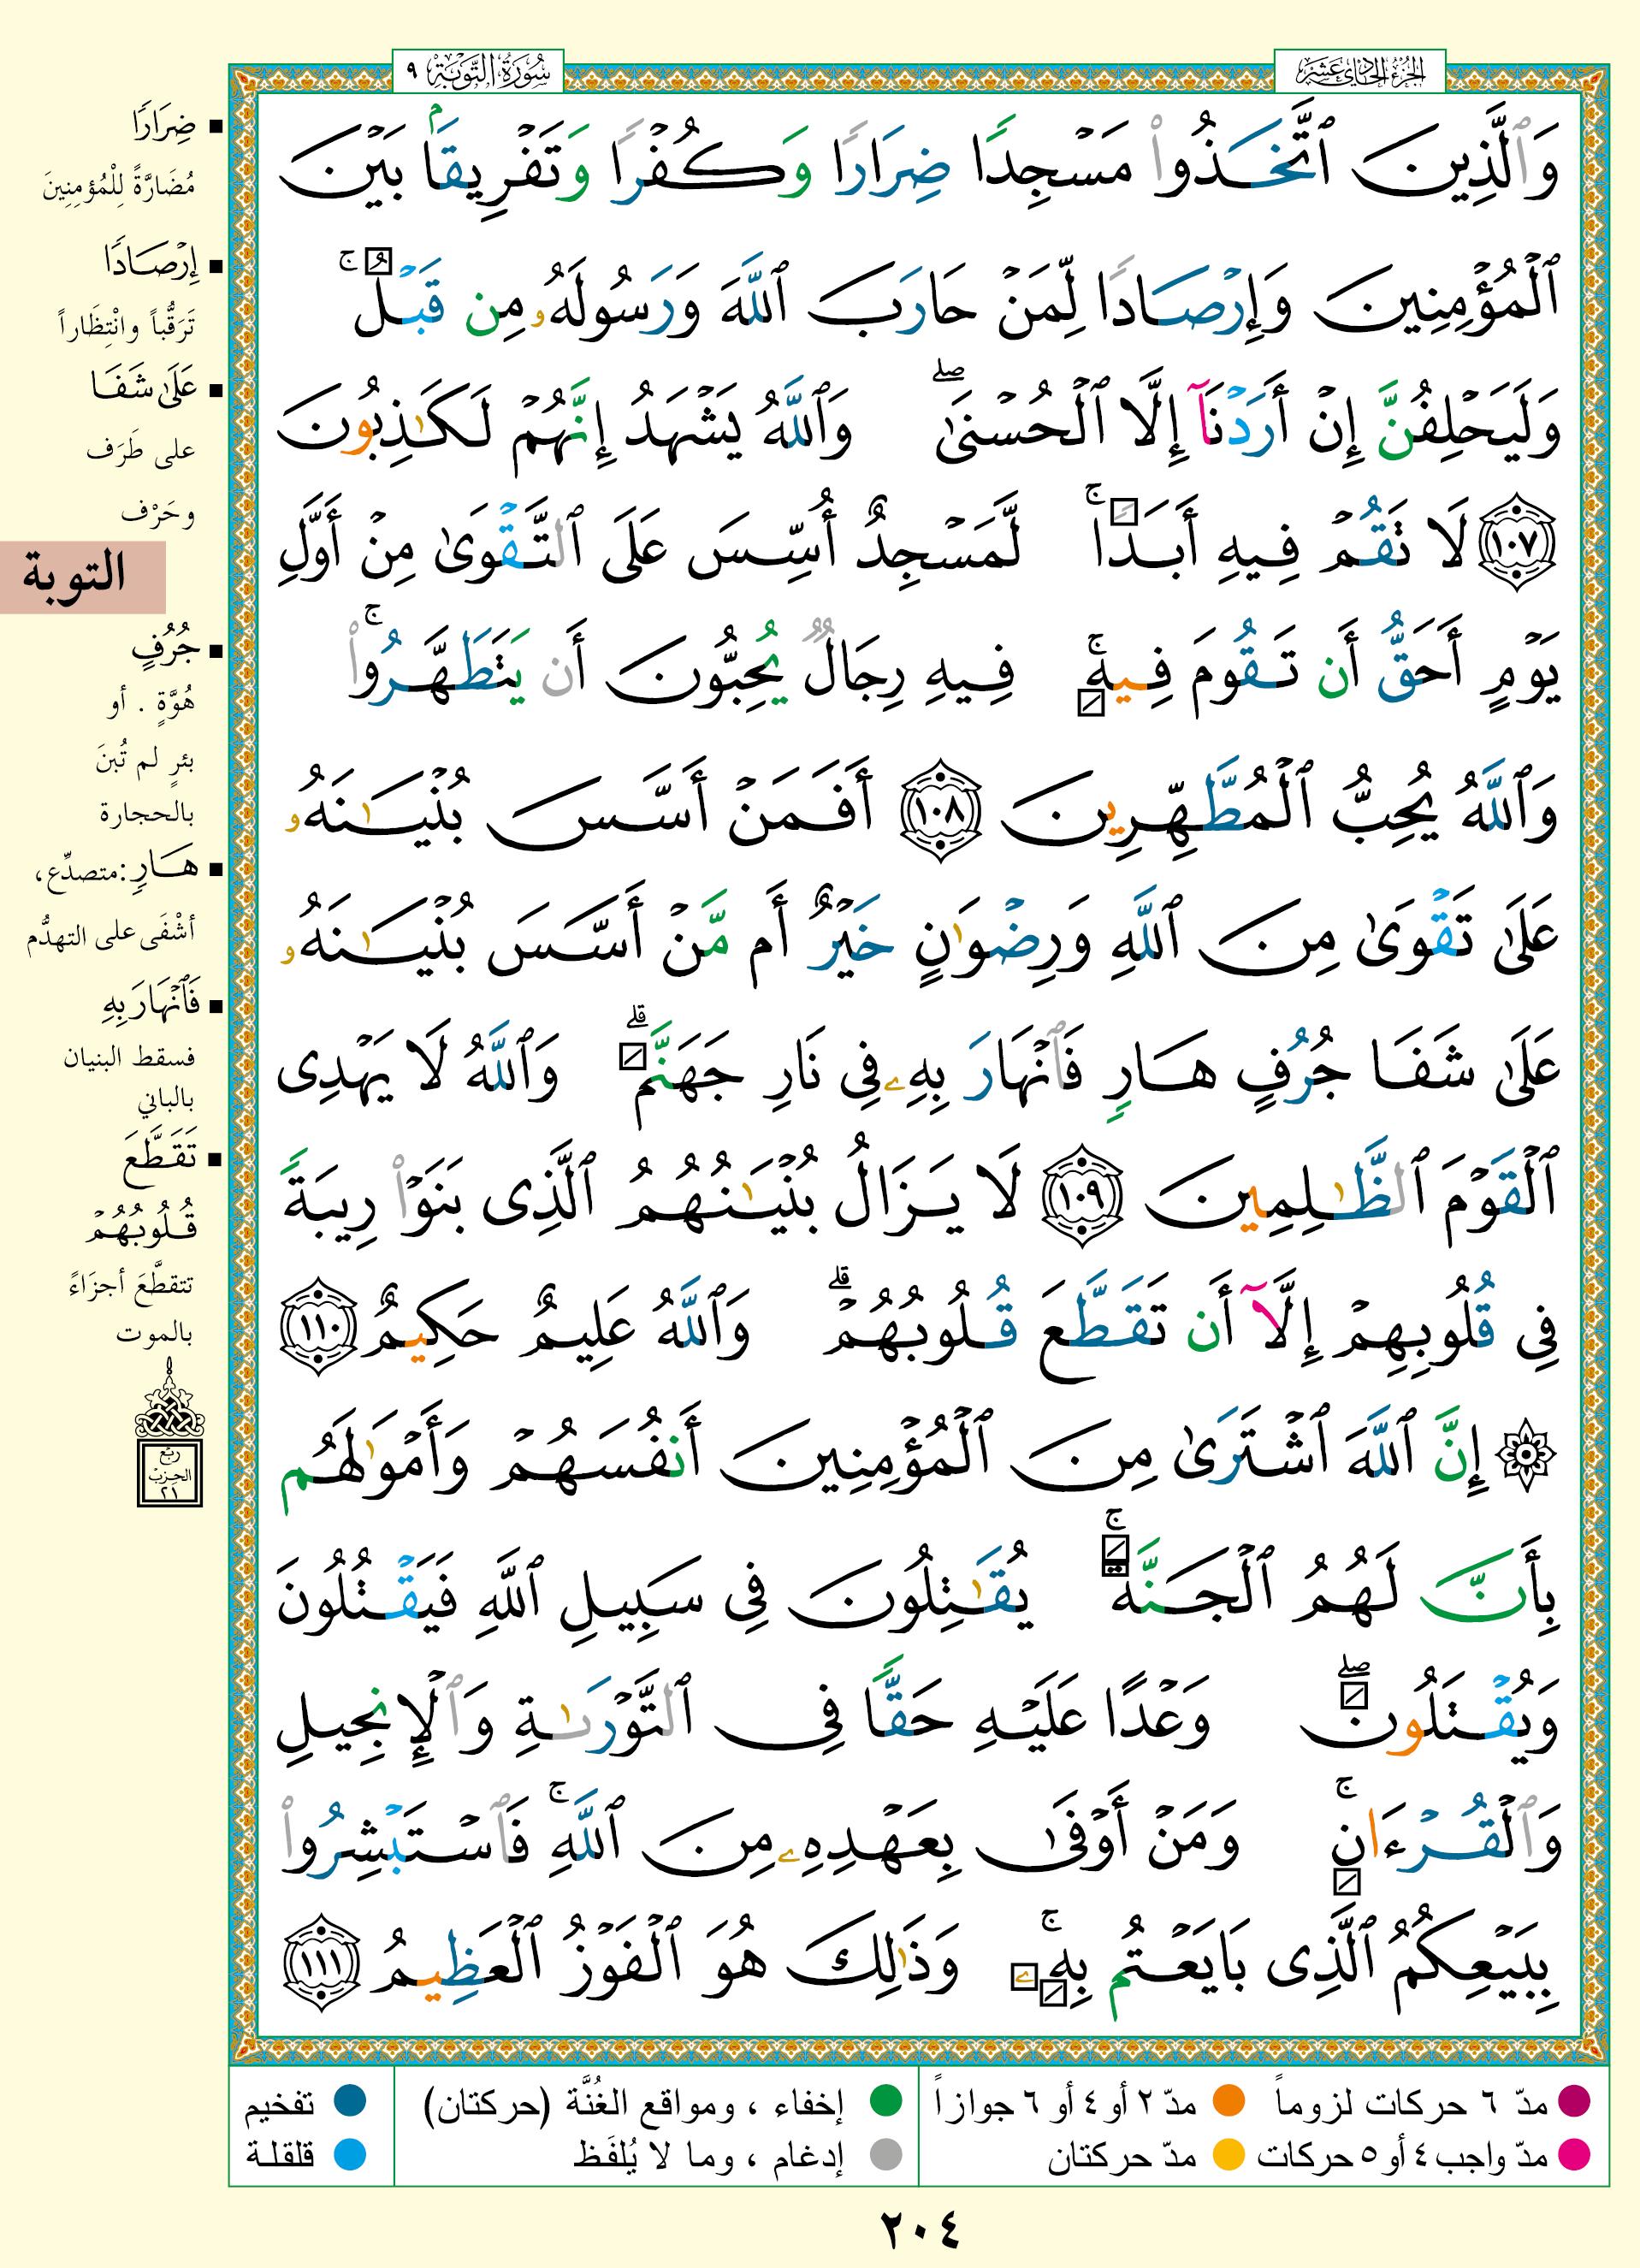 الجزء الحادي عشر
سورة التوبة ٩
وَٱلَّذِينَ ٱتَّخَذُوا۟ مَسْجِدًا ضِرَارًا وَكُفْرًا وَتَفْرِيقًۢا بَيْنَ
ٱلْمُؤْمِنِينَ وَإِرْصَادًا لِّمَنْ حَارَبَ ٱللَّهَ وَرَسُولَهُۥ مِن قَبْلُ ۚ
وَلَيَحْلِفُنَّ إِنْ أَرَدْنَآ إِلَّا ٱلْحُسْنَىٰ ۖ وَٱللَّهُ يَشْهَدُ إِنَّهُمْ لَكَـٰذِبُونَ
١٠٧ لَا تَقُمْ فِيهِ أَبَدًا ۚ لَّمَسْجِدٌ أُسِّسَ عَلَى ٱلتَّقْوَىٰ مِنْ أَوَّلِ
يَوْمٍ أَحَقُّ أَن تَقُومَ فِيهِ ۚ فِيهِ رِجَالٌ يُحِبُّونَ أَن يَتَطَهَّرُوا۟ ۚ
وَٱللَّهُ يُحِبُّ ٱلْمُطَّهِّرِينَ ١٠٨ أَفَمَنْ أَسَّسَ بُنْيَـٰنَهُۥ
عَلَىٰ تَقْوَىٰ مِنَ ٱللَّهِ وَرِضْوَٰنٍ خَيْرٌ أَم مَّنْ أَسَّسَ بُنْيَـٰنَهُۥ
عَلَىٰ شَفَا جُرُفٍ هَارٍ فَٱنْهَارَ بِهِۦ فِى نَارِ جَهَنَّمَ ۗ وَٱللَّهُ لَا يَهْدِى
ٱلْقَوْمَ ٱلظَّـٰلِمِينَ ١٠٩ لَا يَزَالُ بُنْيَـٰنُهُمُ ٱلَّذِى بَنَوْا۟ رِيبَةً
فِى قُلُوبِهِمْ إِلَّآ أَن تَقَطَّعَ قُلُوبُهُمْ ۗ وَٱللَّهُ عَلِيمٌ حَكِيمٌ ١١٠
۞ إِنَّ ٱللَّهَ ٱشْتَرَىٰ مِنَ ٱلْمُؤْمِنِينَ أَنفُسَهُمْ وَأَمْوَٰلَهُم
بِأَنَّ لَهُمُ ٱلْجَنَّةَ ۚ يُقَـٰتِلُونَ فِى سَبِيلِ ٱللَّهِ فَيَقْتُلُونَ
وَيُقْتَلُونَ ۖ وَعْدًا عَلَيْهِ حَقًّا فِى ٱلتَّوْرَىٰةِ وَٱلْإِنجِيلِ
وَٱلْقُرْءَانِ ۚ وَمَنْ أَوْفَىٰ بِعَهْدِهِۦ مِنَ ٱللَّهِ ۚ فَٱسْتَبْشِرُوا۟
بِبَيْعِكُمُ ٱلَّذِى بَايَعْتُم بِهِۦ ۚ وَذَٰلِكَ هُوَ ٱلْفَوْزُ ٱلْعَظِيمُ ١١١
▪ ضِرَارًا
مُضَارَّةً لِلْمُؤمِنِينَ
▪ إِرْصَادًا
تَرَقُّباً وانْتِظَاراً
▪ عَلَىٰ شَفَا
على طَرَف
وحَرْف
التوبة
▪ جُرُفٍ
هُوَّةٍ . أو
بئرٍ لم تُبنَ
بالحجارة
▪ هَارٍ: متصدِّع،
أشْفَى على التهدُّم
▪ فَٱنْهَارَ بِهِ
فسقط البنيان
بالباني
▪ تَقَطَّعَ
قُلُوبُهُمْ
تتقطَّعَ أجزَاءً
بالموت
ربع
الحزب
٢١
مدّ ٦ حركات لزوماً ● مدّ ٢ أو ٤ أو ٦ جوازاً
مدّ واجب ٤ أو ٥ حركات ● مدّ حركتان
إخفاء ، ومواقع الغُنَّة (حركتان)
إدغام ، وما لا يُلفَظ
تفخيم
قلقلة
٢٠٤